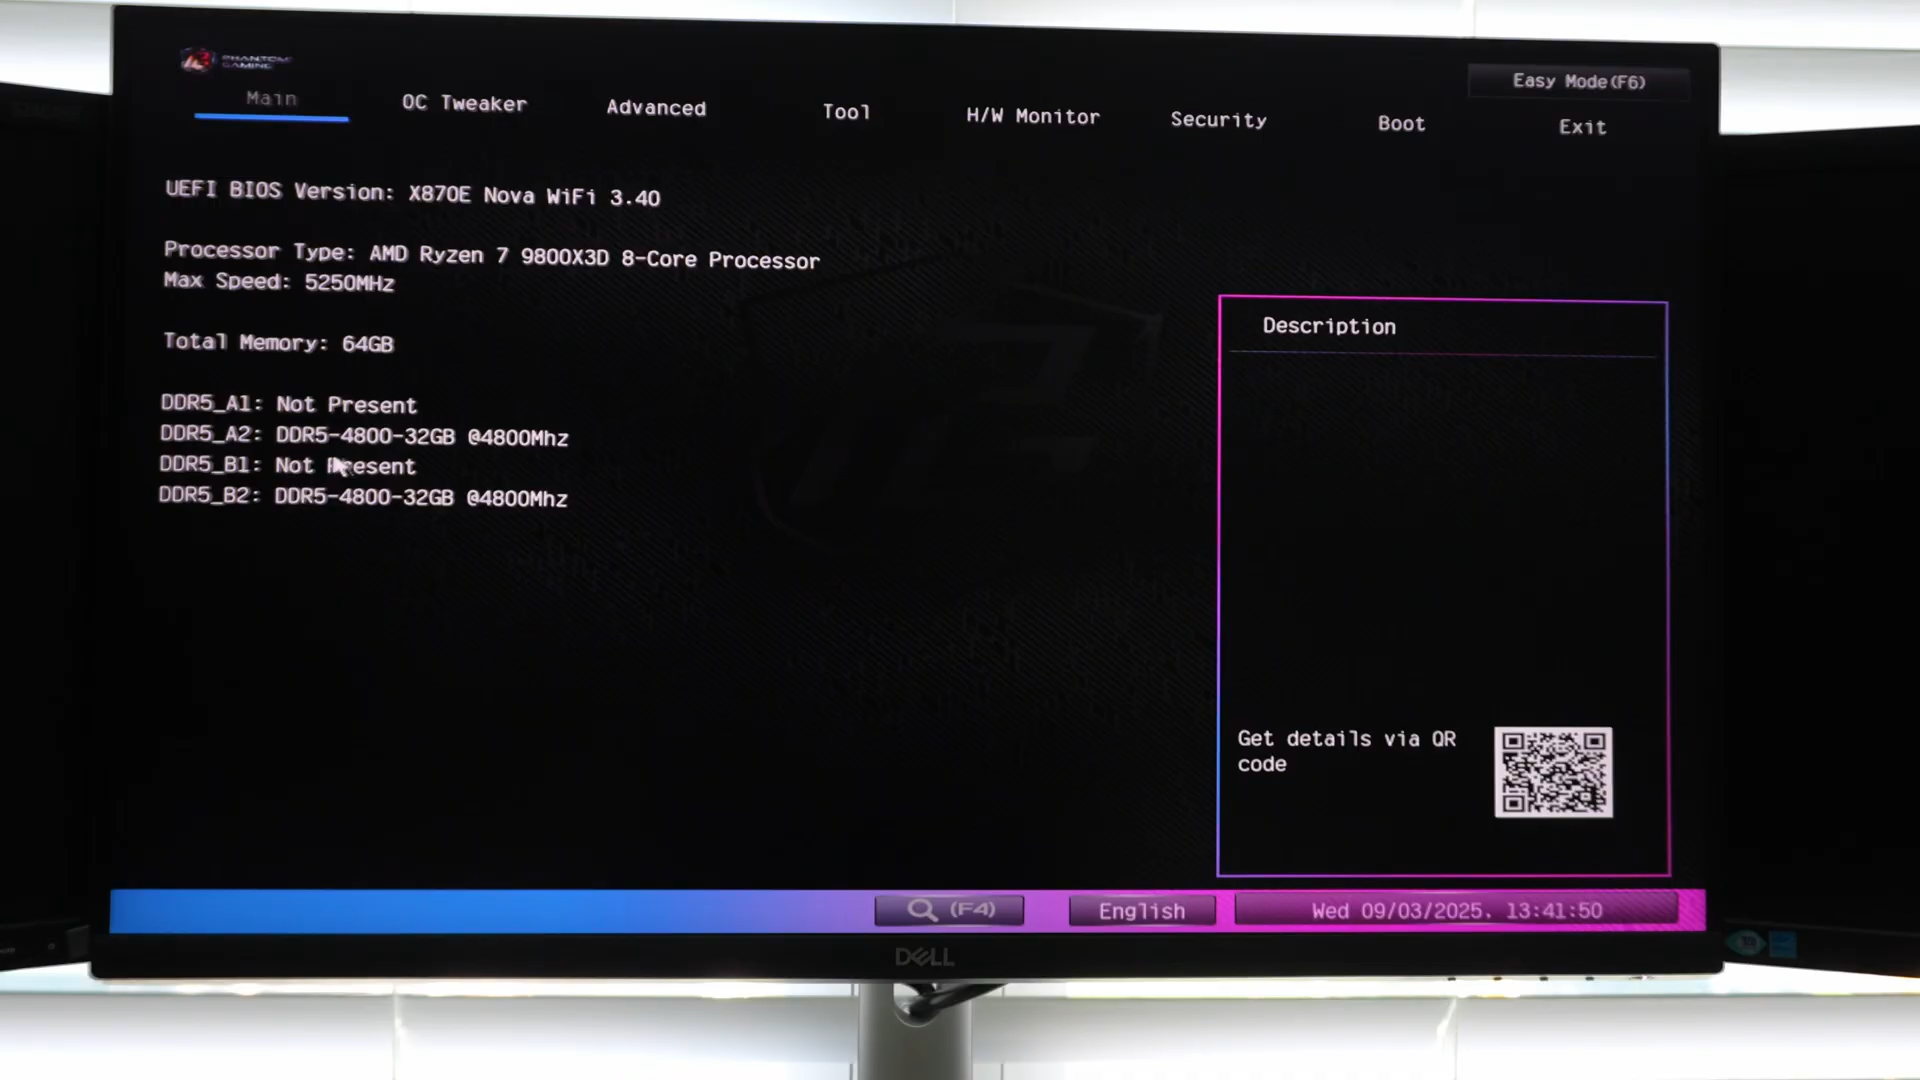 PHANTOM
GAMING
Easy Mode(F6)
Main
OC Tweaker
Advanced
Tool
H/W Monitor
Security
Boot
Exit
UEFI BIOS Version: X870E Nova WiFi 3.40
Processor Type: AMD Ryzen 7 9800X3D 8-Core Processor
Max Speed: 5250MHz
Total Memory: 64GB
DDR5_A1: Not Present
DDR5_A2: DDR5-4800-32GB @4800Mhz
DDR5_B1: Not Present
DDR5_B2: DDR5-4800-32GB @4800Mhz
Description
Get details via QR
code
(F4)
English
Wed 09/03/2025, 13:41:50
DELL